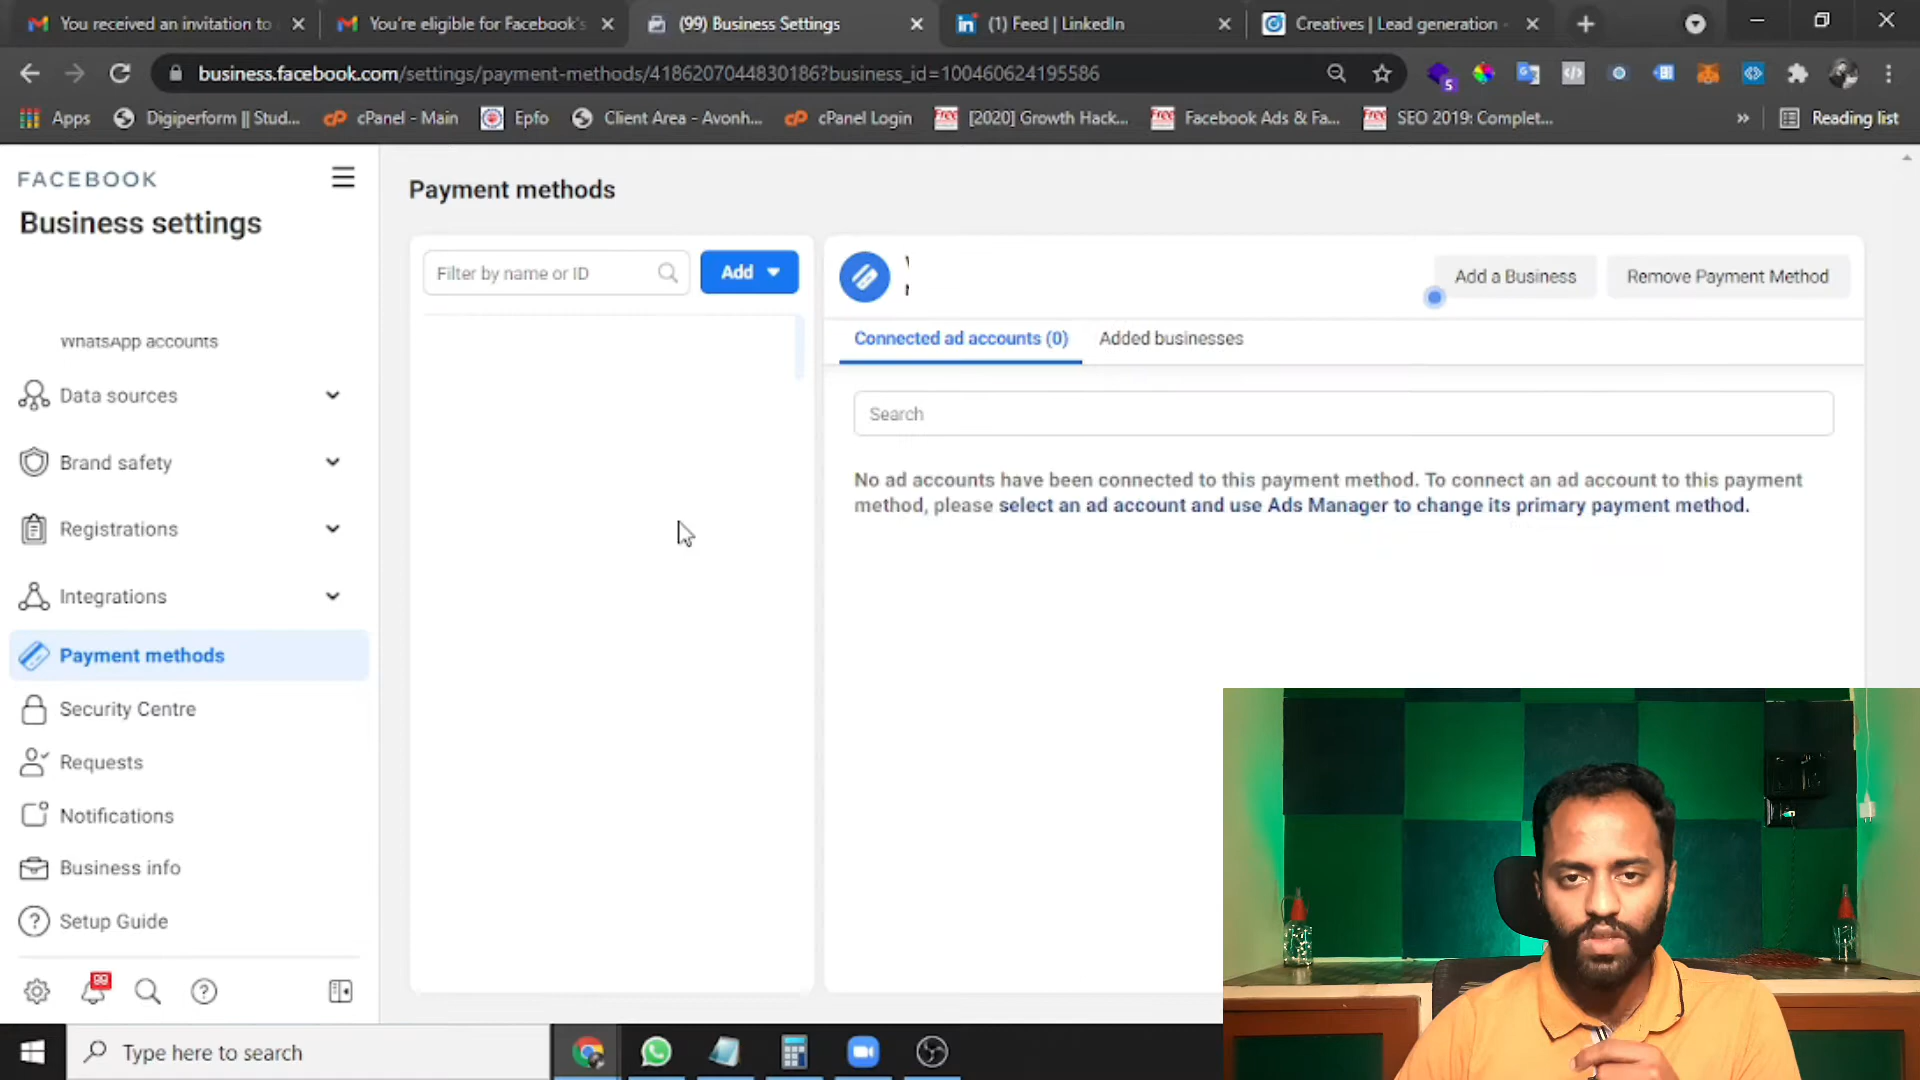 You received an invitation to
You're eligible for Facebook's
(99) Business Settings
(1) Feed | LinkedIn
Creatives | Lead generation
business.facebook.com/settings/payment-methods/4186207044830186?business_id=100460624195586
5
Apps
Digiperform || Stud...
cPanel - Main
Epfo
Client Area - Avonh...
cPanel Login
[2020] Growth Hack...
Facebook Ads & Fa...
SEO 2019: Complet...
»
Reading list
FACEBOOK
Business settings
WhatsApp accounts
Data sources
Brand safety
Registrations
Integrations
Payment methods
Security Centre
Requests
Notifications
Business info
Setup Guide
Payment methods
Filter by name or ID
Add
Add a Business
Remove Payment Method
Connected ad accounts (0)
Added businesses
Search
No ad accounts have been connected to this payment method. To connect an ad account to this payment
method, please select an ad account and use Ads Manager to change its primary payment method.
Type here to search